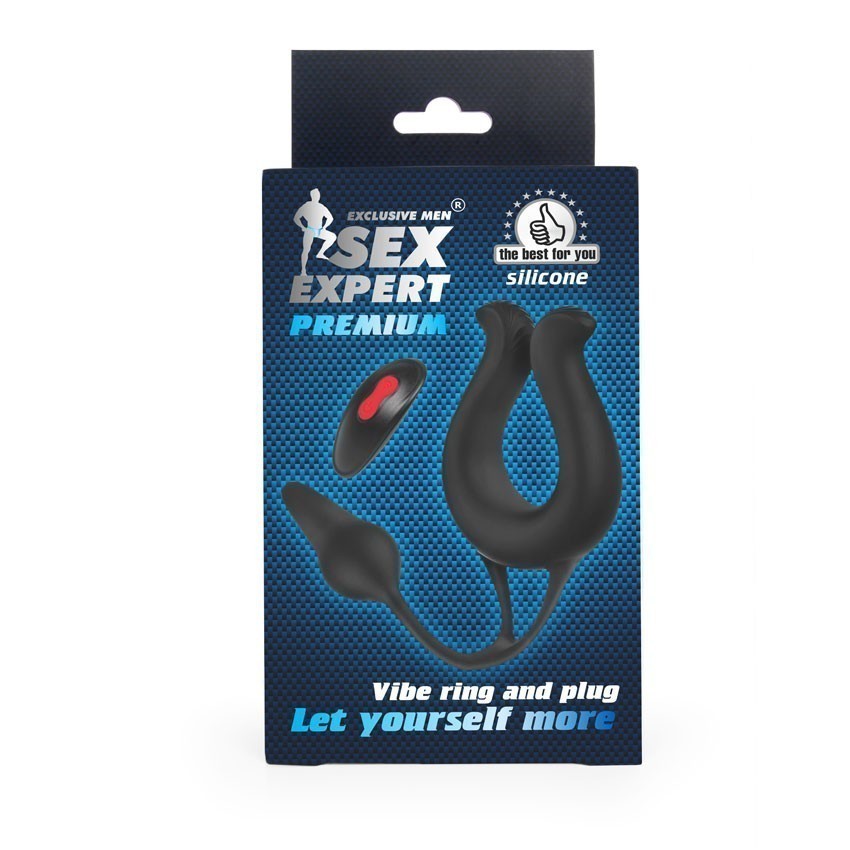 EXCLUSIVE MEN ®
SEX
EXPERT
PREMIUM
the best for you
silicone
Vibe ring and plug
Let yourself more